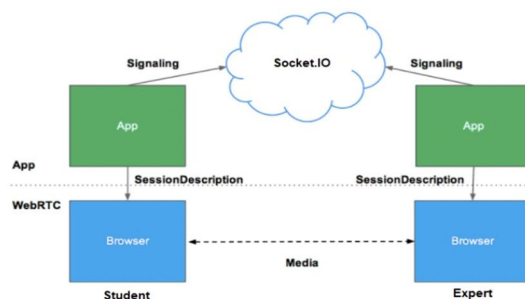 Signaling
Socket.IO
Signaling
App
App
App
SessionDescription
SessionDescription
WebRTC
Browser
Browser
Media
Student
Expert